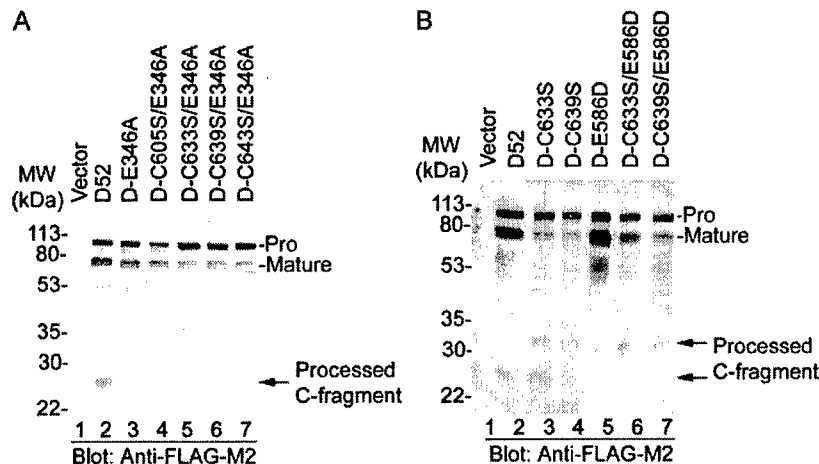 A
MW
(kDa)
Vector
D52
D-E346A
D-C605S/E346A
D-C633S/E346A
D-C639S/E346A
D-C643S/E346A
113-
80-
53-
35-
30-
22-
-Pro
-Mature
Processed
C-fragment
1 2 3 4 5 6 7
Blot: Anti-FLAG-M2
B
MW
(kDa)
Vector
D52
D-C633S
D-C639S
D-E586D
D-C633S/E586D
D-C639S/E586D
113-
80-
53-
35-
30-
22-
-Pro
-Mature
Processed
C-fragment
1 2 3 4 5 6 7
Blot: Anti-FLAG-M2